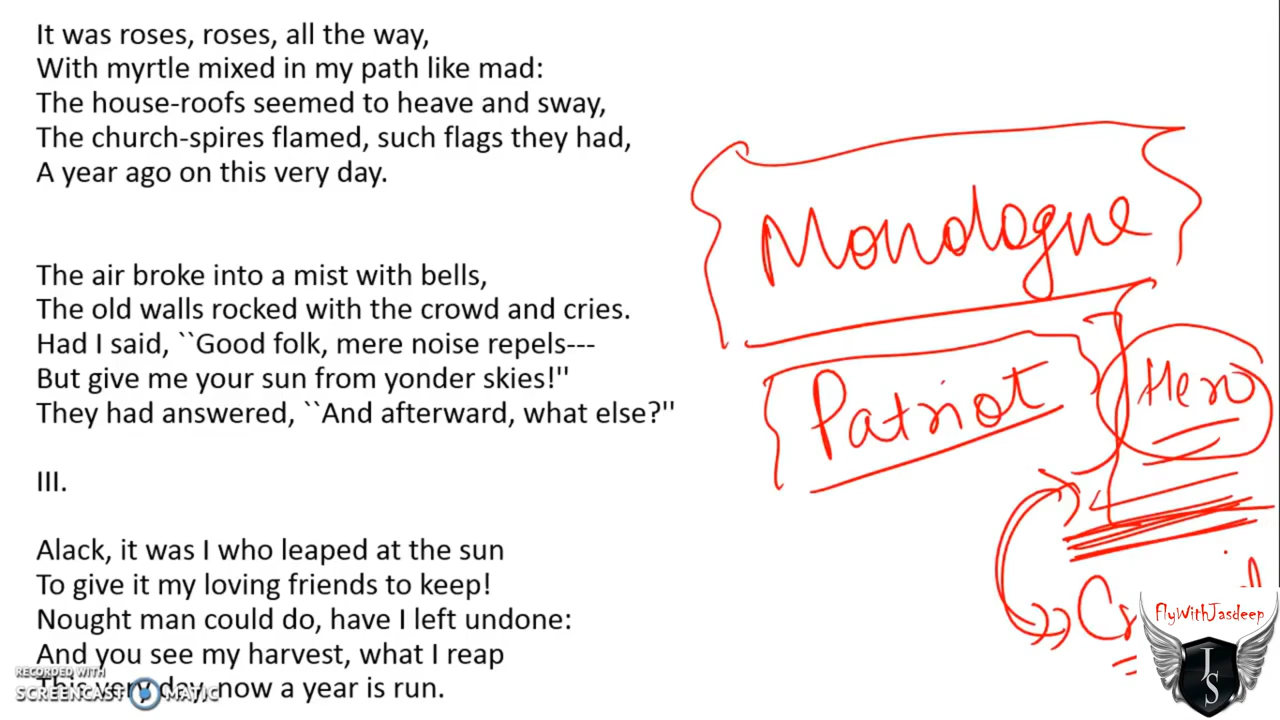 It was roses, roses, all the way,
With myrtle mixed in my path like mad:
The house-roofs seemed to heave and sway,
The church-spires flamed, such flags they had,
A year ago on this very day.
The air broke into a mist with bells,
The old walls rocked with the crowd and cries.
Had I said, ``Good folk, mere noise repels---
But give me your sun from yonder skies!''
They had answered, ``And afterward, what else?''
III.
Alack, it was I who leaped at the sun
To give it my loving friends to keep!
Nought man could do, have I left undone:
And you see my harvest, what I reap
This very day, now a year is run.
Monologue
Patriot
Hero
FlyWithJasdeep
JS
RECORDED WITH
SCREENCAST MATIC